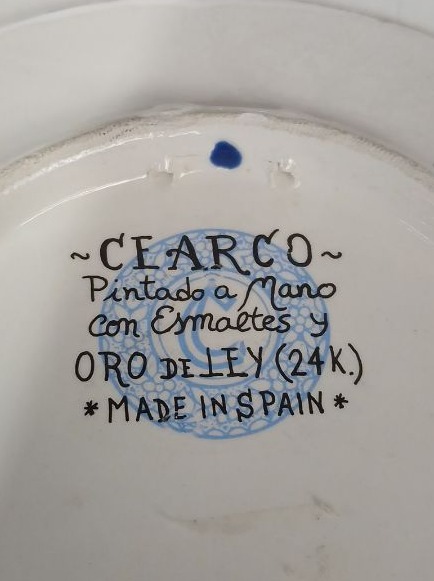 ~CEARCO~
Pintado a Mano
con Esmaltes y
ORO DE LEY (24K.)
* MADE IN SPAIN *